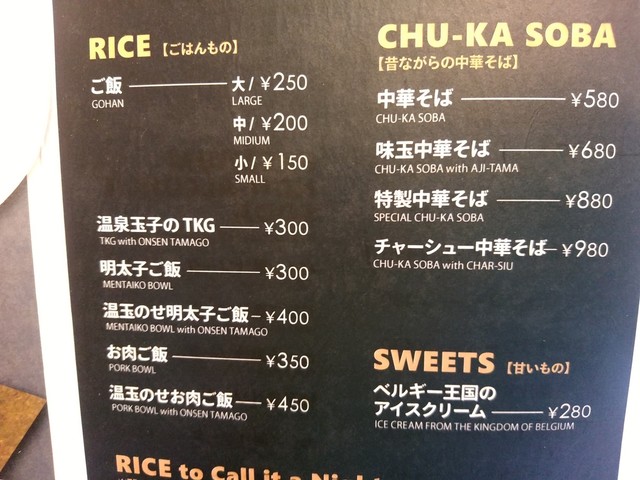 RICE【ごはんもの】
ご飯 大/¥250
GOHAN LARGE
中/¥200
MIDIUM
小/¥150
SMALL
温泉玉子のTKG ¥300
TKG with ONSEN TAMAGO
明太子ご飯 ¥300
MENTAIKO BOWL
温玉のせ明太子ご飯 ¥400
MENTAIKO BOWL with ONSEN TAMAGO
お肉ご飯 ¥350
PORK BOWL
温玉のせお肉ご飯 ¥450
PORK BOWL with ONSEN TAMAGO
RICE to Call it a Night
CHU-KA SOBA
【昔ながらの中華そば】
中華そば ¥580
CHU-KA SOBA
味玉中華そば ¥680
CHU-KA SOBA with AJI-TAMA
特製中華そば ¥880
SPECIAL CHU-KA SOBA
チャーシュー中華そば ¥980
CHU-KA SOBA with CHAR-SIU
SWEETS【甘いもの】
ベルギー王国の
アイスクリーム ¥280
ICE CREAM FROM THE KINGDOM OF BELGIUM